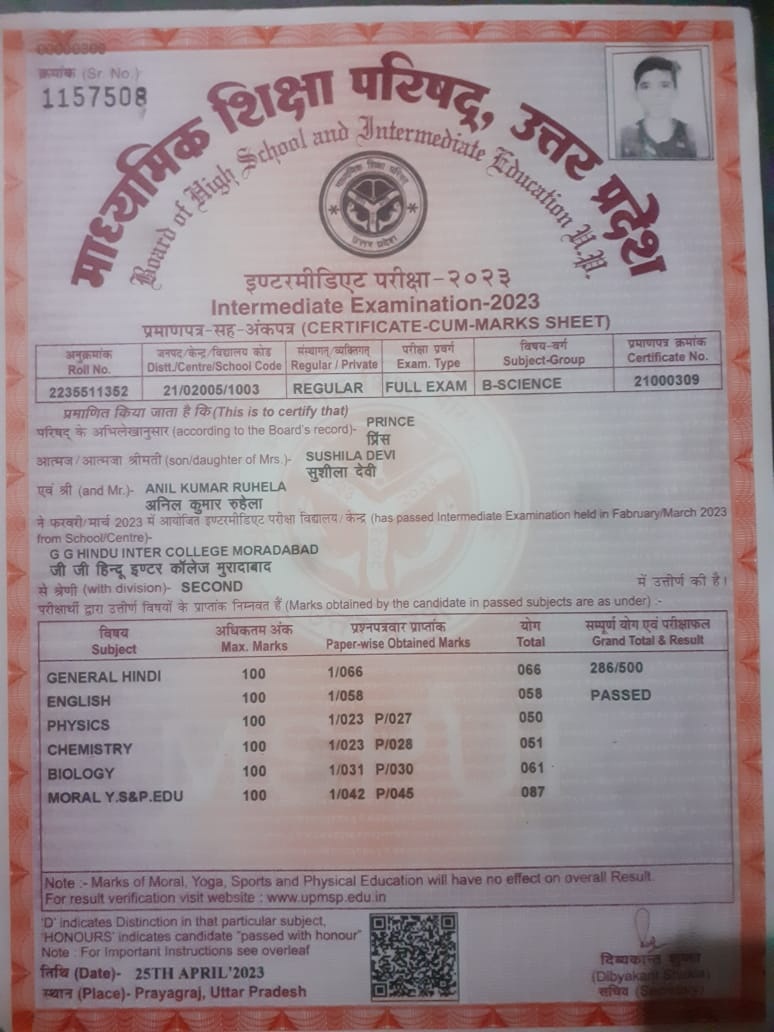 00000309
क्रमांक (Sr. No.)
1157508
माध्यमिक शिक्षा परिषद्, उत्तर प्रदेश
Board of High School and Intermediate Education U.P.
माध्यमिक शिक्षा परिषद्
उत्तर प्रदेश
इण्टरमीडिएट परीक्षा-२०२३
Intermediate Examination-2023
प्रमाणपत्र-सह-अंकपत्र (CERTIFICATE-CUM-MARKS SHEET)
अनुक्रमांक जनपद/केन्द्र/विद्यालय कोड संस्थागत/व्यक्तिगत परीक्षा प्रवर्ग विषय-वर्ग प्रमाणपत्र क्रमांक
Roll No. Distt./Centre/School Code Regular / Private Exam. Type Subject-Group Certificate No.
2235511352 21/02005/1003 REGULAR FULL EXAM B-SCIENCE 21000309
प्रमाणित किया जाता है कि (This is to certify that)
परिषद् के अभिलेखानुसार (according to the Board's record)- PRINCE
प्रिंस
आत्मज/आत्मजा श्रीमती (son/daughter of Mrs.)- SUSHILA DEVI
सुशीला देवी
एवं श्री (and Mr.)- ANIL KUMAR RUHELA
अनिल कुमार रुहेला
ने फरवरी/मार्च 2023 में आयोजित इण्टरमीडिएट परीक्षा विद्यालय/केन्द्र (has passed Intermediate Examination held in Fabruary/March 2023
from School/Centre)-
G G HINDU INTER COLLEGE MORADABAD
जी जी हिन्दू इण्टर कॉलेज मुरादाबाद
से श्रेणी (with division)- SECOND में उत्तीर्ण की है।
परीक्षार्थी द्वारा उत्तीर्ण विषयों के प्राप्तांक निम्नवत हैं (Marks obtained by the candidate in passed subjects are as under) :-
विषय अधिकतम अंक प्रश्नपत्रवार प्राप्तांक योग सम्पूर्ण योग एवं परीक्षाफल
Subject Max. Marks Paper-wise Obtained Marks Total Grand Total & Result
GENERAL HINDI 100 1/066 066 286/500
ENGLISH 100 1/058 058 PASSED
PHYSICS 100 1/023 P/027 050
CHEMISTRY 100 1/023 P/028 051
BIOLOGY 100 1/031 P/030 061
MORAL Y.S&P.EDU 100 1/042 P/045 087
Note :- Marks of Moral, Yoga, Sports and Physical Education will have no effect on overall Result.
For result verification visit website : www.upmsp.edu.in
'D' indicates Distinction in that particular subject,
'HONOURS' indicates candidate "passed with honour"
Note : For Important Instructions see overleaf
तिथि (Date)- 25TH APRIL'2023
स्थान (Place)- Prayagraj, Uttar Pradesh
दिब्यकान्त शुक्ला
(Dibyakant Shukla)
सचिव (Secretary)